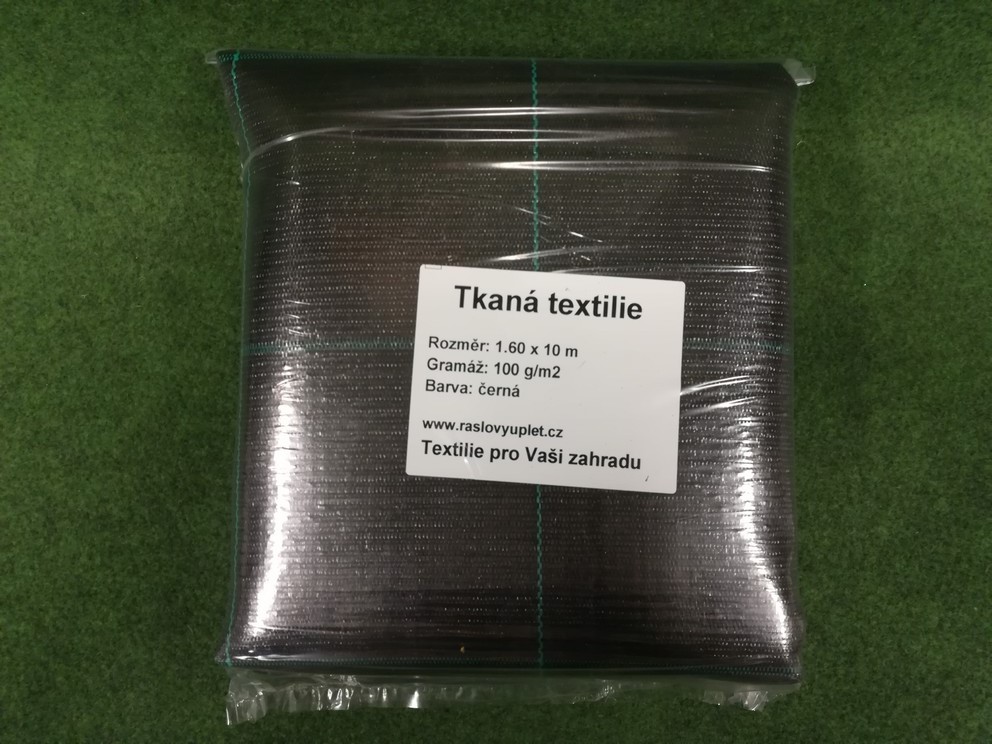 Tkaná textilie
Rozměr: 1.60 x 10 m
Gramáž: 100 g/m2
Barva: černá
www.raslovyuplet.cz
Textilie pro Vaši zahradu